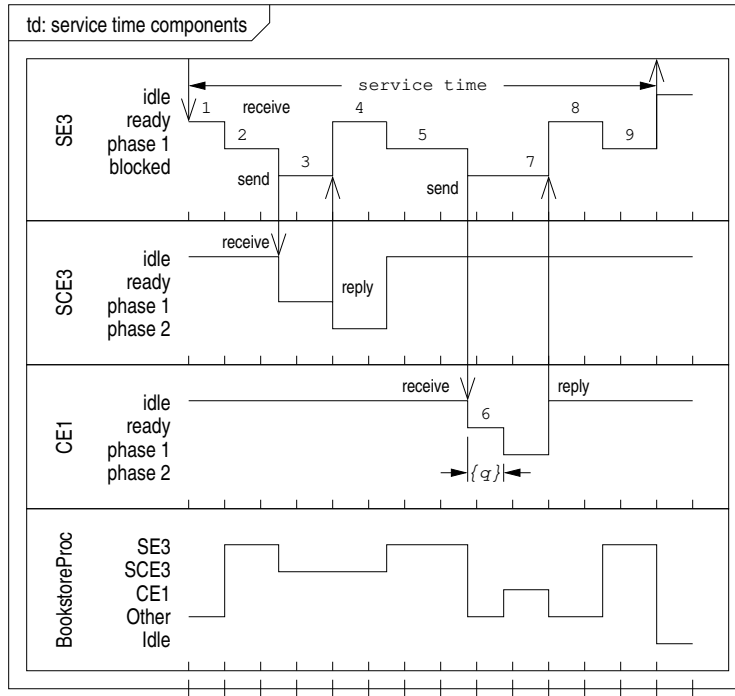 td: service time components
SE3
idle
ready
phase 1
blocked
service time
1
receive
4
8
2
5
9
3
7
send
send
SCE3
idle
ready
phase 1
phase 2
receive
reply
CE1
idle
ready
phase 1
phase 2
receive
reply
6
{q}
BookstoreProc
SE3
SCE3
CE1
Other
Idle